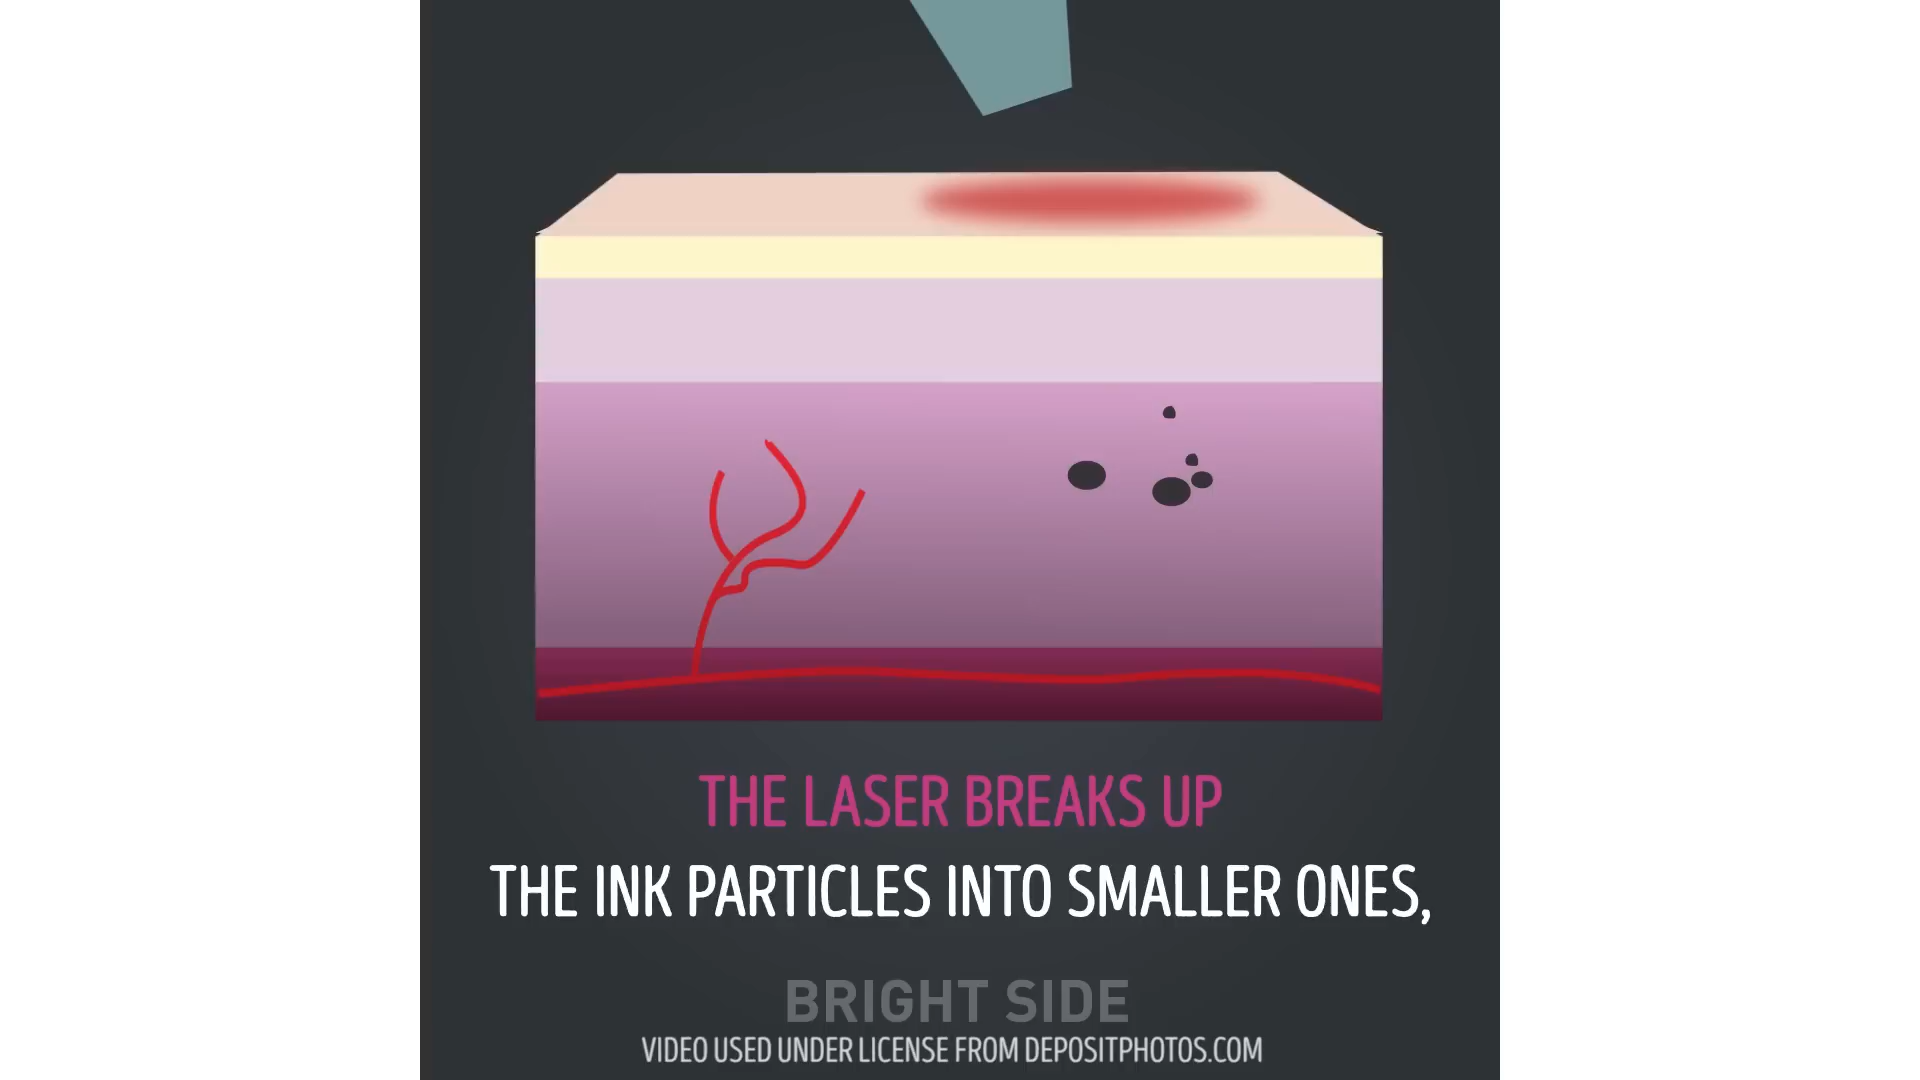 THE LASER BREAKS UP
THE INK PARTICLES INTO SMALLER ONES,
BRIGHT SIDE
VIDEO USED UNDER LICENSE FROM DEPOSITPHOTOS.COM